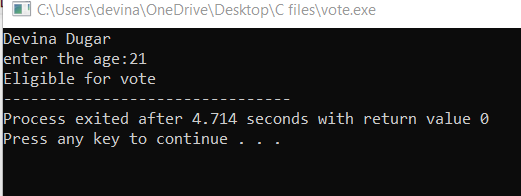 C:\Users\devina\OneDrive\Desktop\C files\vote.exe
Devina Dugar
enter the age:21
Eligible for vote
--------------------------------
Process exited after 4.714 seconds with return value 0
Press any key to continue . . .